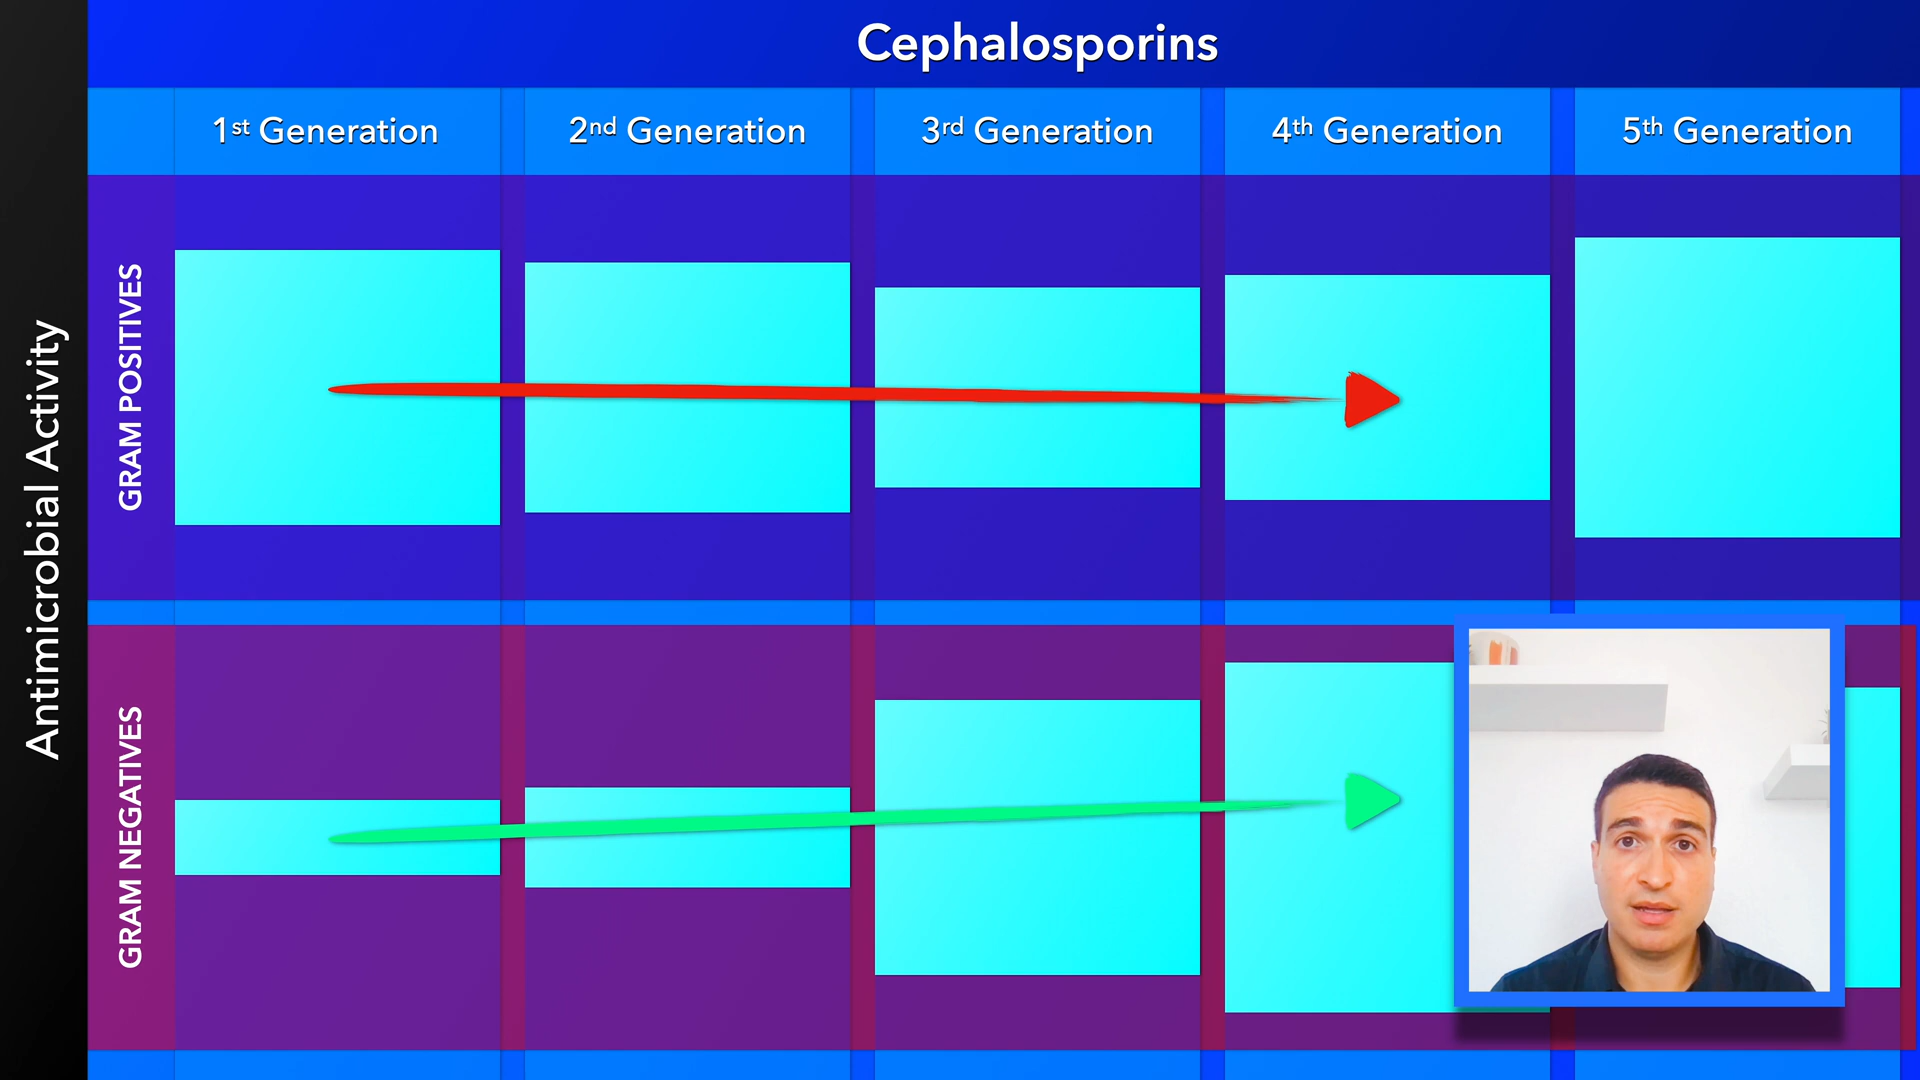 Cephalosporins
1st Generation
2nd Generation
3rd Generation
4th Generation
5th Generation
Antimicrobial Activity
GRAM POSITIVES
GRAM NEGATIVES